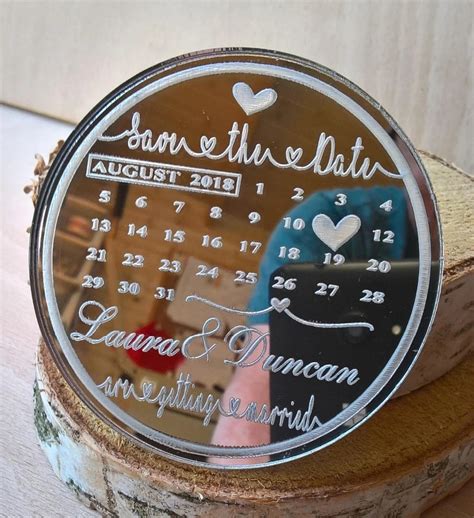 Save the Date
AUGUST 2018 1 2 3 4
5 6 7 8 9 10 12
13 14 15 16 17 18 19 20
21 22 23 24 25 26 27 28
29 30 31
Laura & Duncan
are getting married